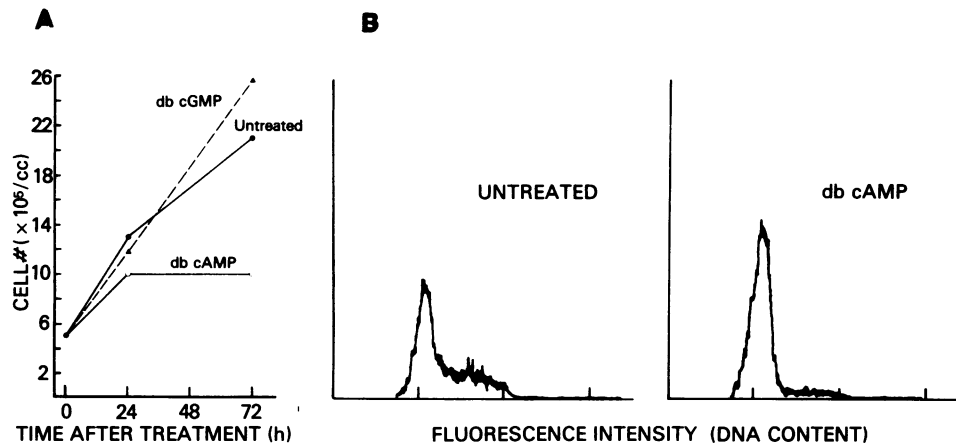 A
B
26
22
18
14
10
6
2
CELL# (× 10⁵/cc)
db cGMP
Untreated
db cAMP
0 24 48 72
TIME AFTER TREATMENT (h)
UNTREATED
db cAMP
FLUORESCENCE INTENSITY (DNA CONTENT)